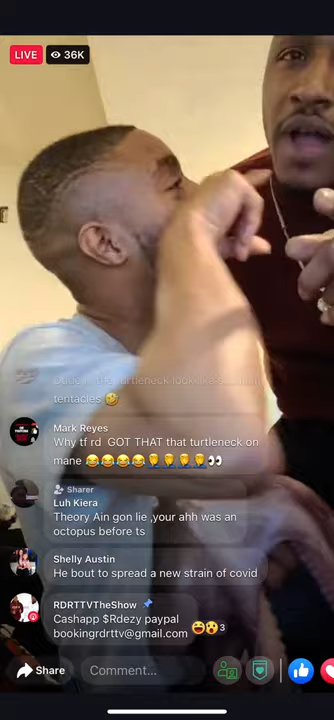 LIVE 36K
tentacles 🤣
Mark Reyes
Why tf rd GOT THAT that turtleneck on
mane 😂😂😂😂🤦‍♂️🤦‍♂️🤦‍♂️🤦‍♂️👀
Sharer
Luh Kiera
Theory Ain gon lie ,your ahh was an
octopus before ts
Shelly Austin
He bout to spread a new strain of covid
RDRTTVTheShow 📌
Cashapp $Rdezy paypal
bookingrdrttv@gmail.com 3
Share Comment...